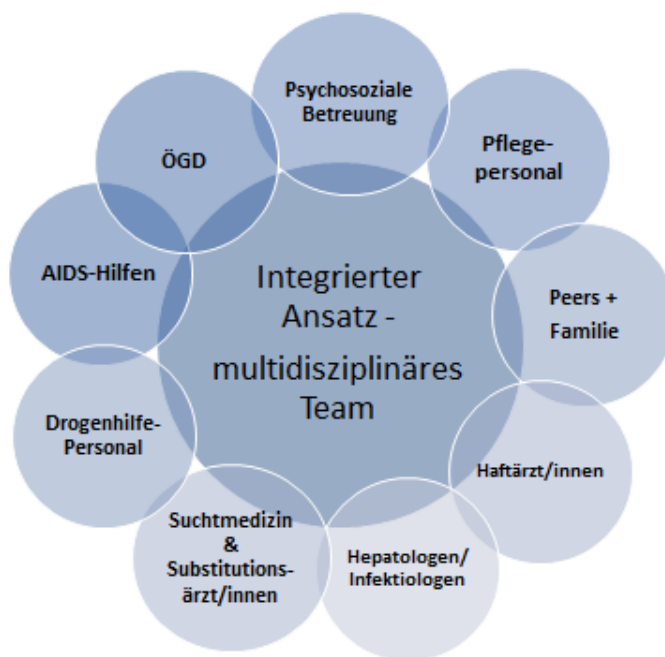 Psychosoziale
Betreuung
Pflege-
personal
Peers +
Familie
Haftärzt/innen
Hepatologen/
Infektiologen
Suchtmedizin
&
Substitutions-
ärzt/innen
Drogenhilfe-
Personal
AIDS-Hilfen
ÖGD
Integrierter
Ansatz -
multidisziplinäres
Team